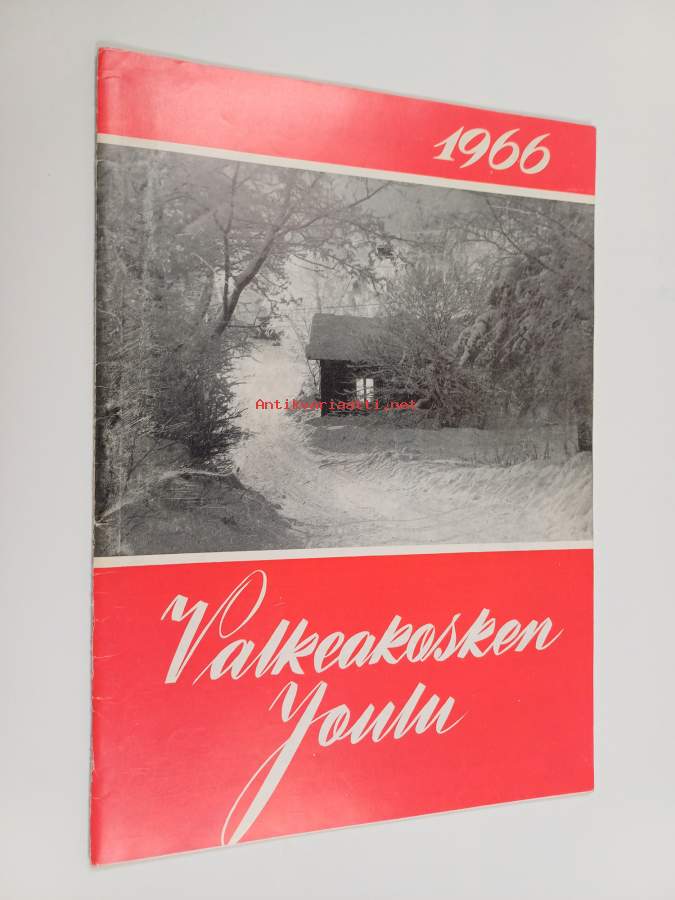 1966
Antikvariaatti.net
Valkeakosken
Joulu